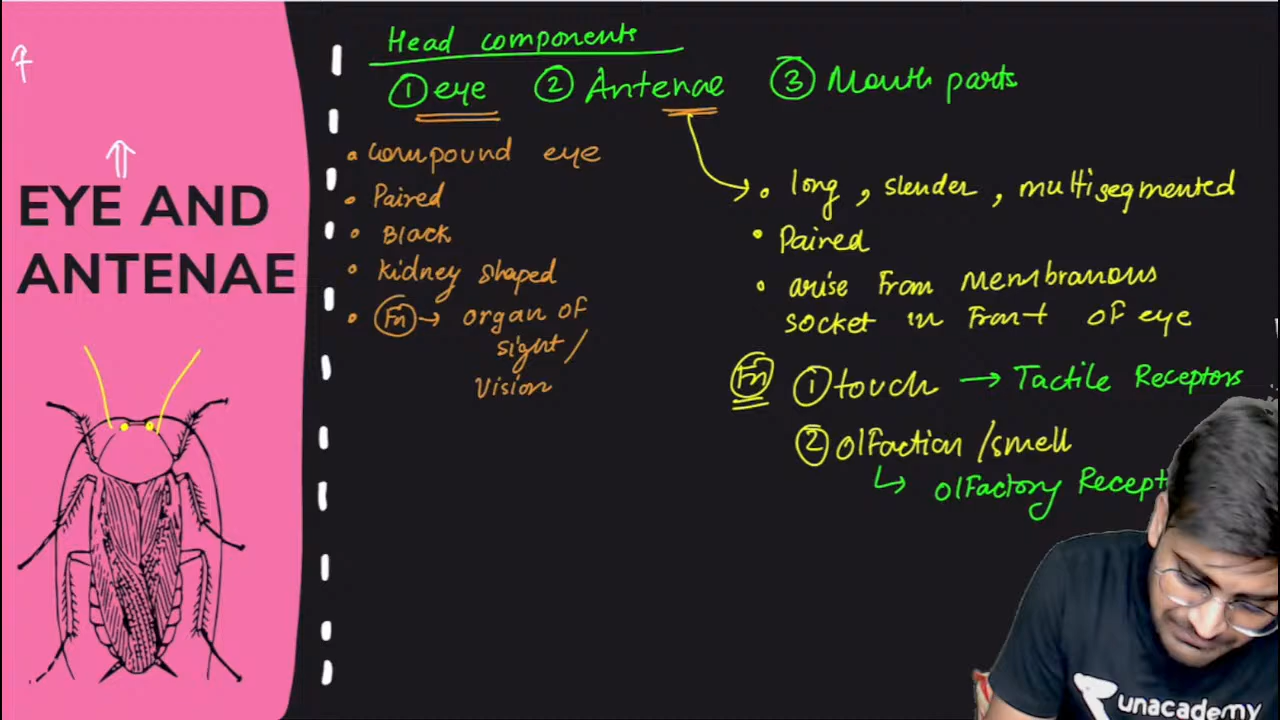 Head components
① eye ② Antenae ③ Mouth parts
EYE AND
ANTENAE
• compound eye
• Paired
• Black
• kidney shaped
• Fn → organ of
sight /
Vision
• long , slender , multisegmented
• Paired
• arise from Membranous
socket in front of eye
Fn ① touch → Tactile Receptors
② olfaction /smell
↳ olfactory Recept
unacademy